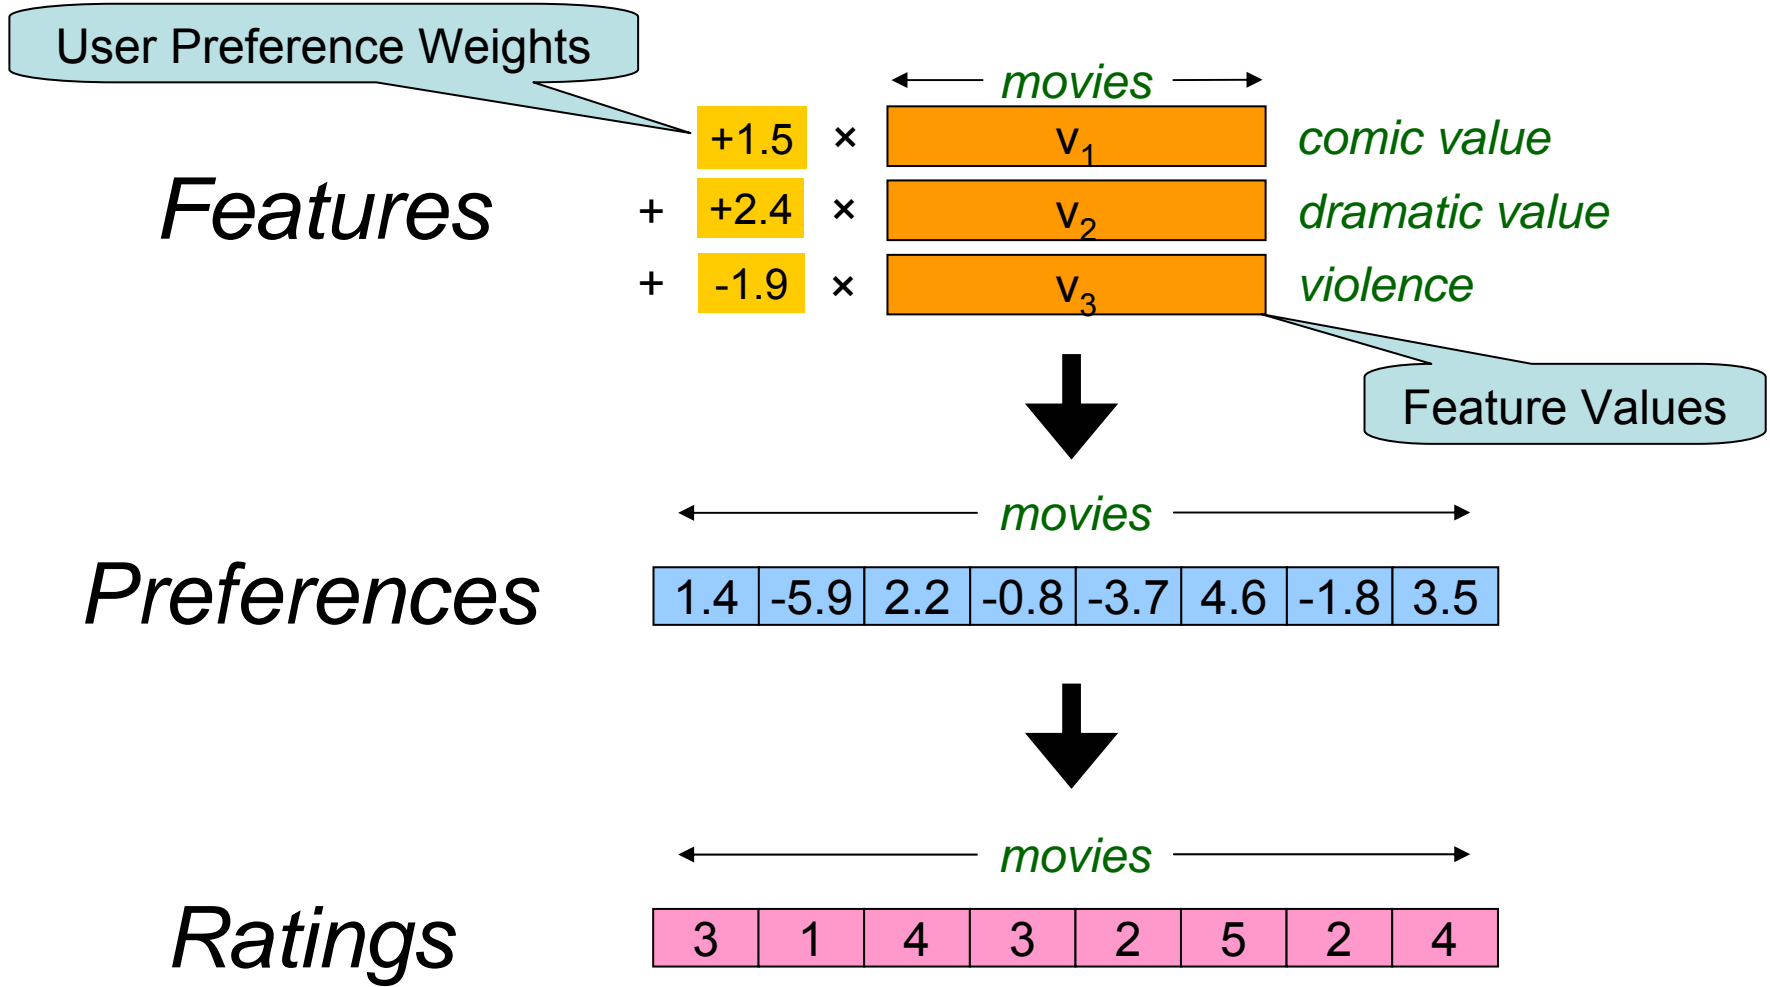 User Preference Weights
movies
+1.5 × v1 comic value
Features + +2.4 × v2 dramatic value
+ -1.9 × v3 violence
Feature Values
movies
Preferences 1.4 -5.9 2.2 -0.8 -3.7 4.6 -1.8 3.5
movies
Ratings 3 1 4 3 2 5 2 4